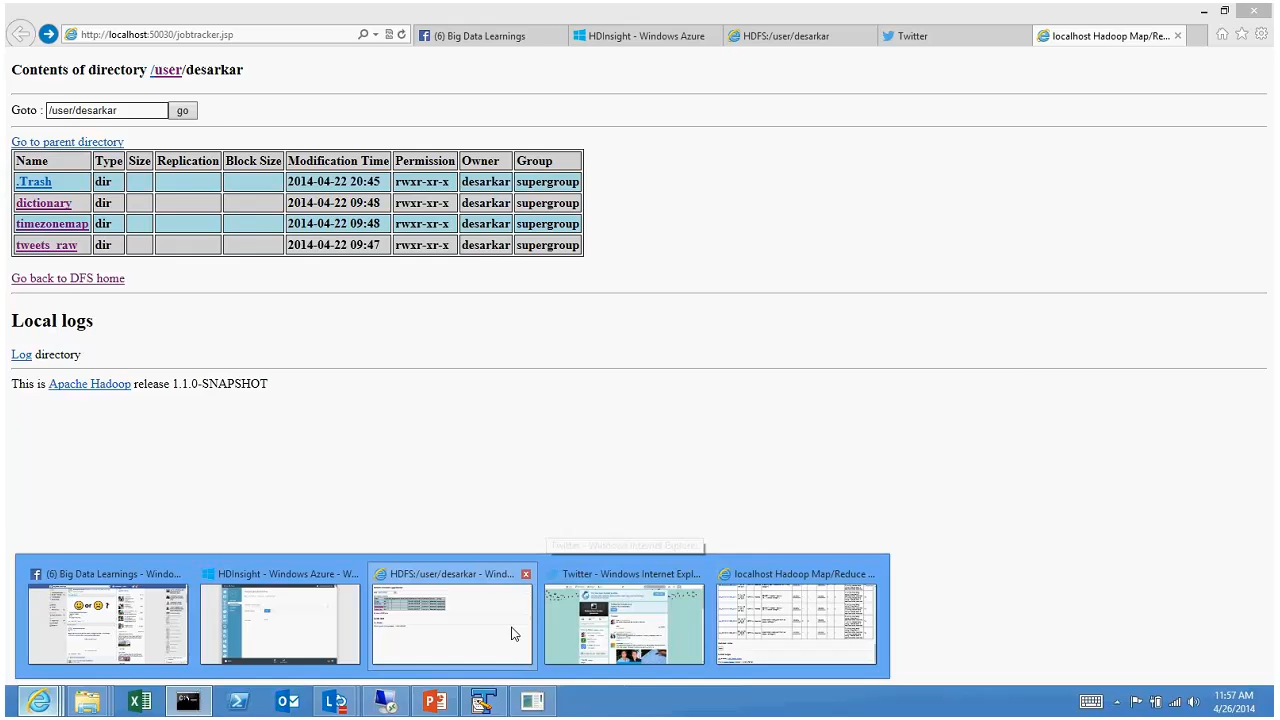 http://localhost:50030/jobtracker.jsp
(6) Big Data Learnings
HDInsight - Windows Azure
HDFS:/user/desarkar
Twitter
localhost Hadoop Map/Re...
Contents of directory /user/desarkar
Goto : /user/desarkar go
Go to parent directory
Name Type Size Replication Block Size Modification Time Permission Owner Group
.Trash dir 2014-04-22 20:45 rwxr-xr-x desarkar supergroup
dictionary dir 2014-04-22 09:48 rwxr-xr-x desarkar supergroup
timezonemap dir 2014-04-22 09:48 rwxr-xr-x desarkar supergroup
tweets_raw dir 2014-04-22 09:47 rwxr-xr-x desarkar supergroup
Go back to DFS home
Local logs
Log directory
This is Apache Hadoop release 1.1.0-SNAPSHOT
Twitter - Windows Internet Explorer
(6) Big Data Learnings - Windo...
HDInsight - Windows Azure - W...
HDFS:/user/desarkar - Wind...
Twitter - Windows Internet Expl...
localhost Hadoop Map/Reduce ...
11:57 AM
4/26/2014